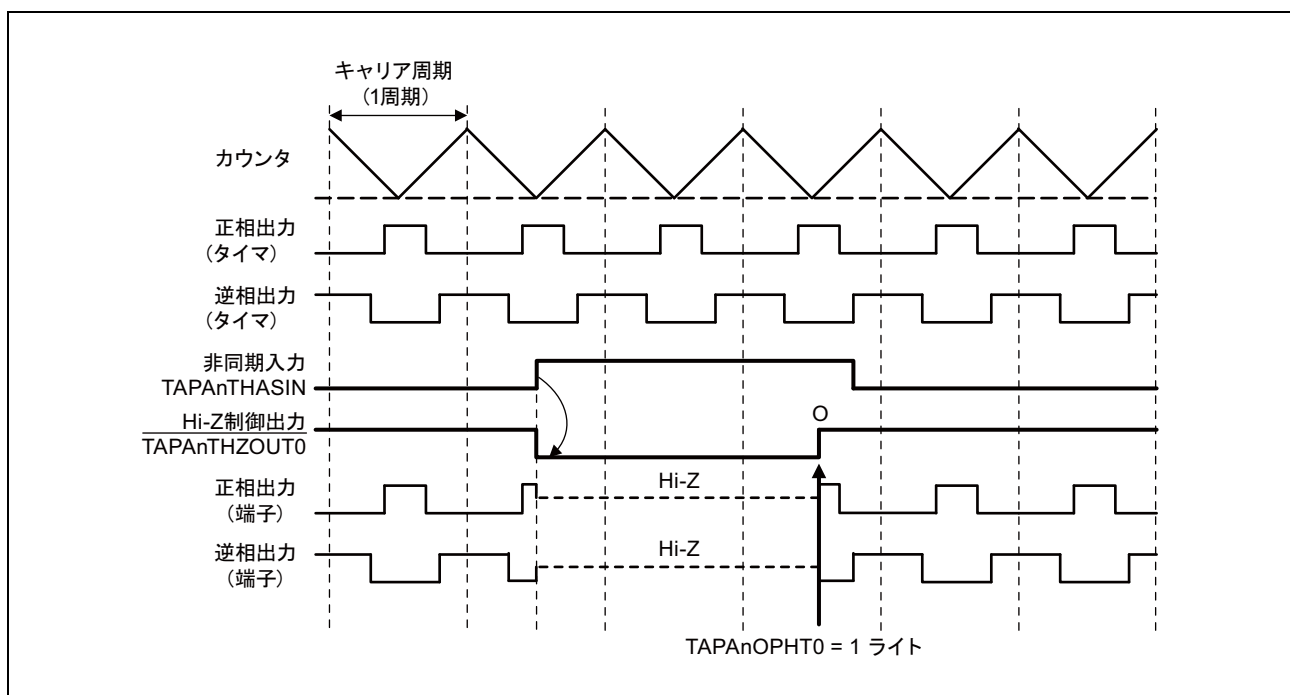 キャリア周期
（1周期）
カウンタ
正相出力
（タイマ）
逆相出力
（タイマ）
非同期入力
TAPAnTHASIN
Hi-Z制御出力
TAPAnTHZOUT0
O
正相出力
（端子）
Hi-Z
逆相出力
（端子）
Hi-Z
TAPAnOPHT0 = 1 ライト